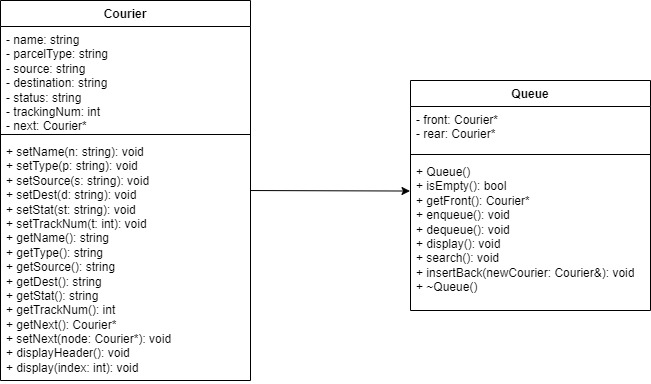 Courier
- name: string
- parcelType: string
- source: string
- destination: string
- status: string
- trackingNum: int
- next: Courier*
+ setName(n: string): void
+ setType(p: string): void
+ setSource(s: string): void
+ setDest(d: string): void
+ setStat(st: string): void
+ setTrackNum(t: int): void
+ getName(): string
+ getType(): string
+ getSource(): string
+ getDest(): string
+ getStat(): string
+ getTrackNum(): int
+ getNext(): Courier*
+ setNext(node: Courier*): void
+ displayHeader(): void
+ display(index: int): void
Queue
- front: Courier*
- rear: Courier*
+ Queue()
+ isEmpty(): bool
+ getFront(): Courier*
+ enqueue(): void
+ dequeue(): void
+ display(): void
+ search(): void
+ insertBack(newCourier: Courier&): void
+ ~Queue()